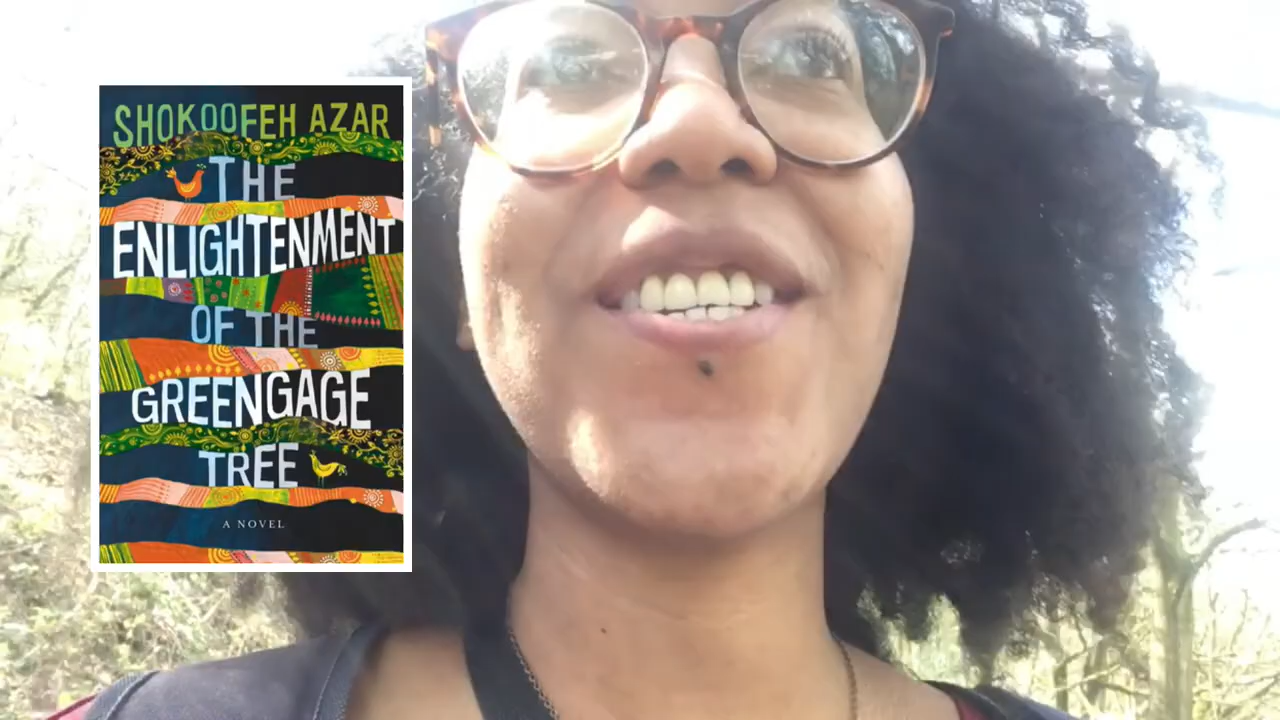 SHOKOOFEH AZAR
THE
ENLIGHTENMENT
OF THE
GREENGAGE
TREE
A NOVEL